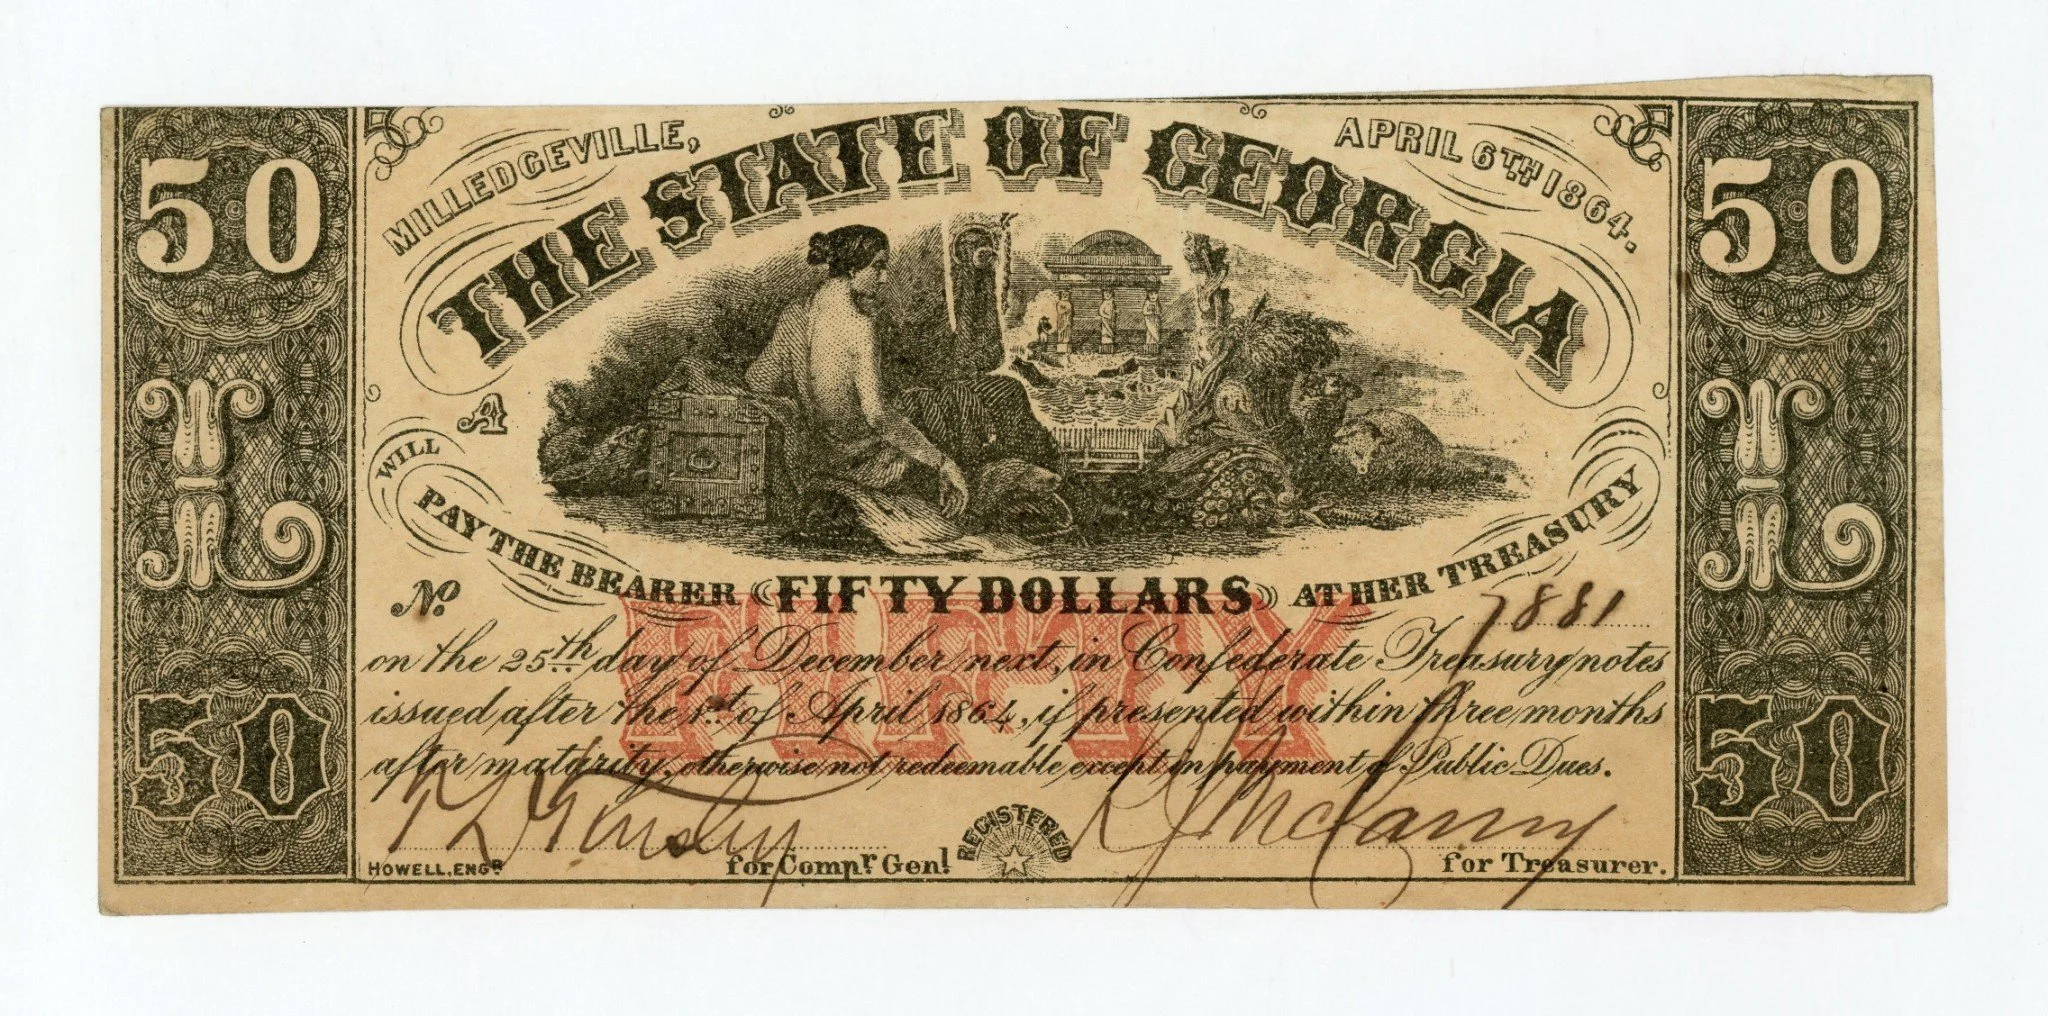 50
50
MILLEDGEVILLE,
APRIL 6TH 1864.
THE STATE OF GEORGIA
A
L
L
WILL
PAY THE BEARER FIFTY DOLLARS AT HER TREASURY
No 7881
FIFTY
on the 25th day of December next, in Confederate Treasury notes
issued after the 1st of April 1864, if presented within three months
after maturity, otherwise not redeemable except in payment of Public Dues.
50
50
for Compr. Genl.
REGISTERED
for Treasurer.
HOWELL, ENGR